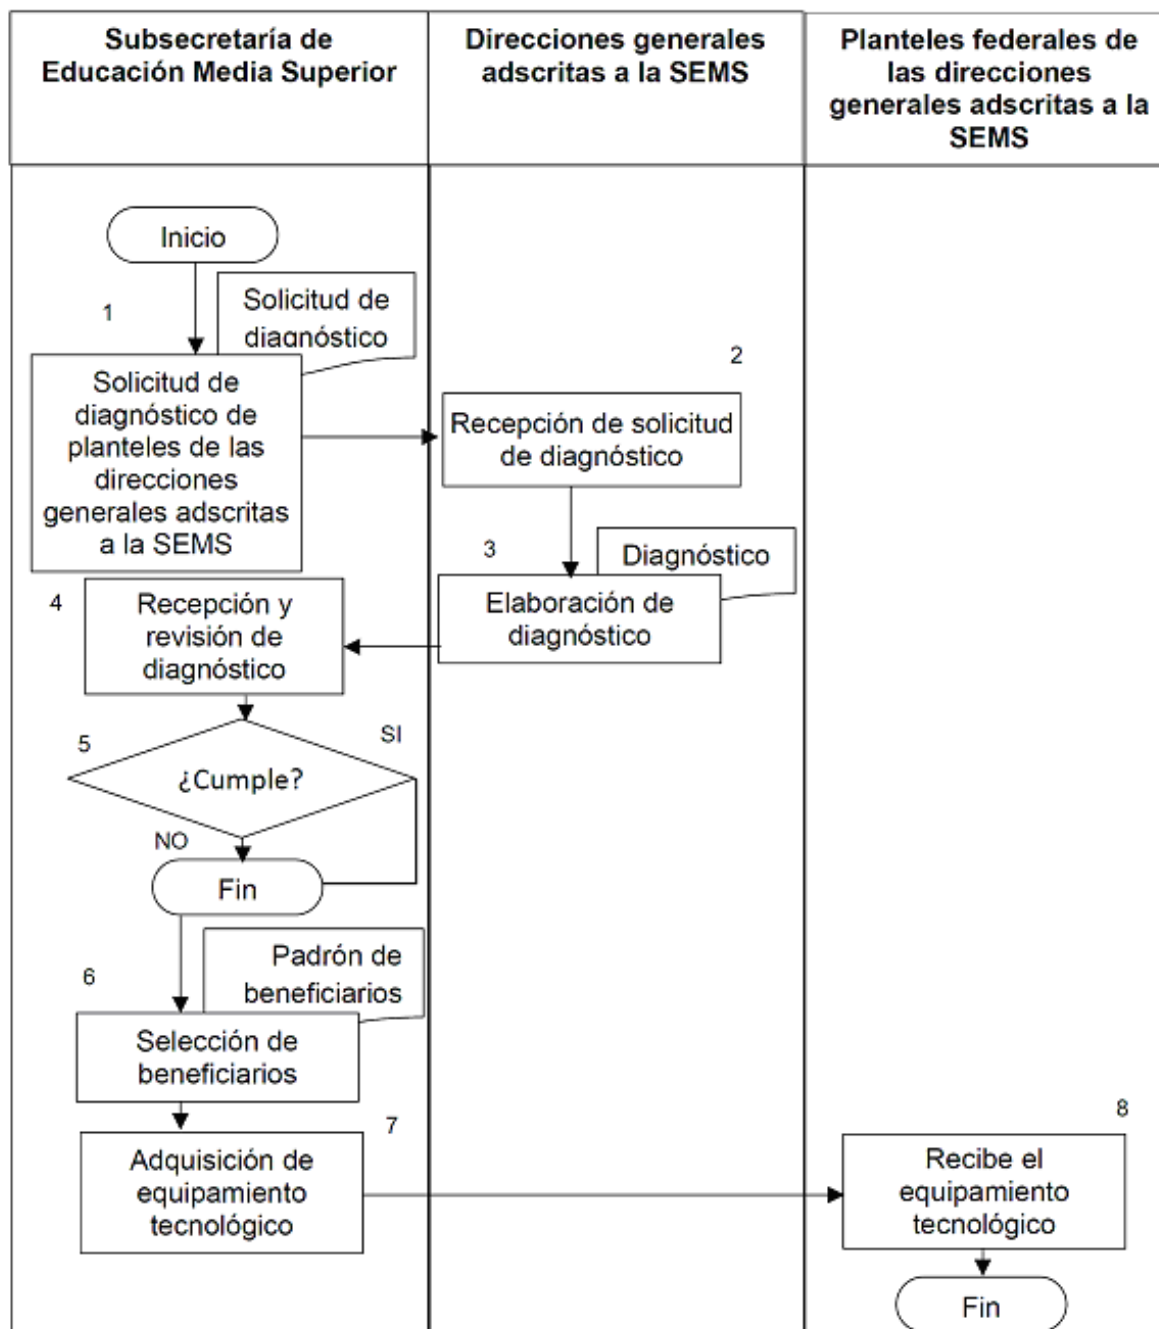 Subsecretaría de
Educación Media Superior
Direcciones generales
adscritas a la SEMS
Planteles federales de
las direcciones
generales adscritas a la
SEMS
Inicio
1
Solicitud de
diagnóstico
Solicitud de
diagnóstico de
planteles de las
direcciones
generales adscritas
a la SEMS
2
Recepción de solicitud
de diagnóstico
3
Diagnóstico
Elaboración de
diagnóstico
4
Recepción y
revisión de
diagnóstico
5
SI
¿Cumple?
NO
Fin
6
Padrón de
beneficiarios
Selección de
beneficiarios
7
Adquisición de
equipamiento
tecnológico
8
Recibe el
equipamiento
tecnológico
Fin